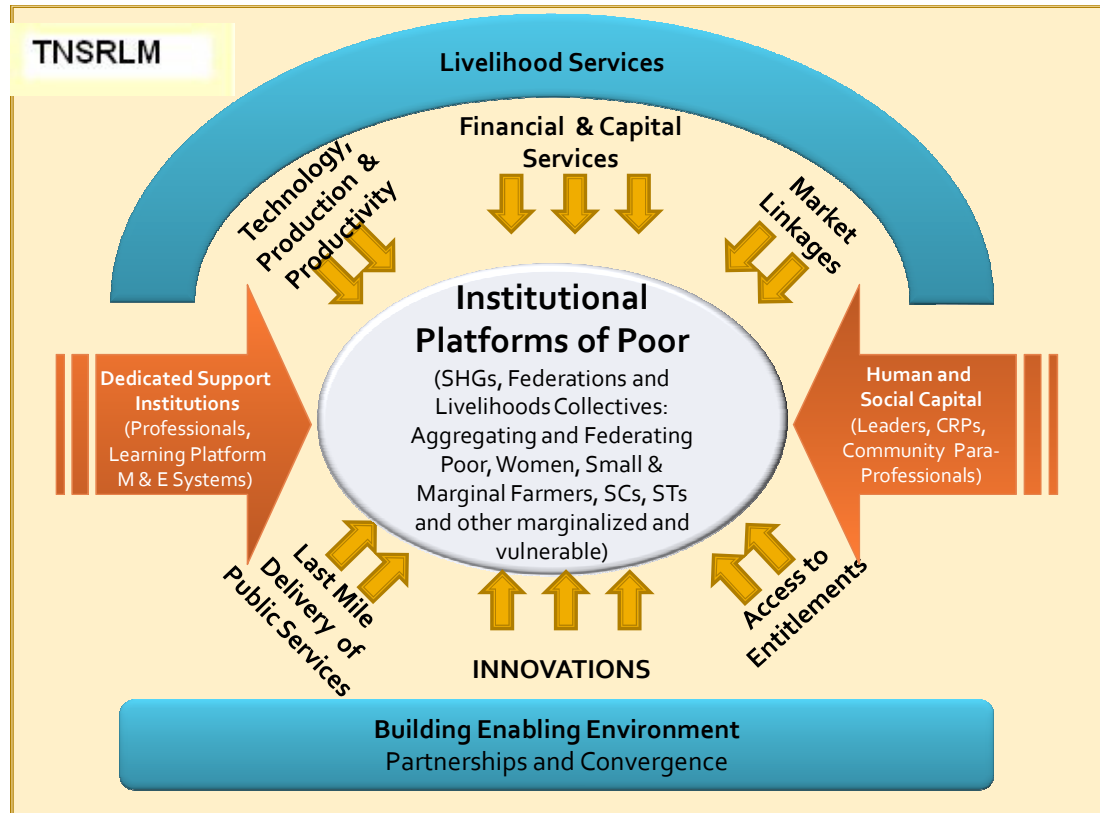 TNSRLM
Livelihood Services
Financial & Capital
Services
Technology,
Production &
Productivity
Market
Linkages
Institutional
Platforms of Poor
(SHGs, Federations and
Livelihoods Collectives:
Aggregating and Federating
Poor, Women, Small &
Marginal Farmers, SCs, STs
and other marginalized and
vulnerable)
Dedicated Support
Institutions
(Professionals,
Learning Platform
M & E Systems)
Human and
Social Capital
(Leaders, CRPs,
Community Para-
Professionals)
Last Mile
Delivery of
Public Services
INNOVATIONS
Access to
Entitlements
Building Enabling Environment
Partnerships and Convergence